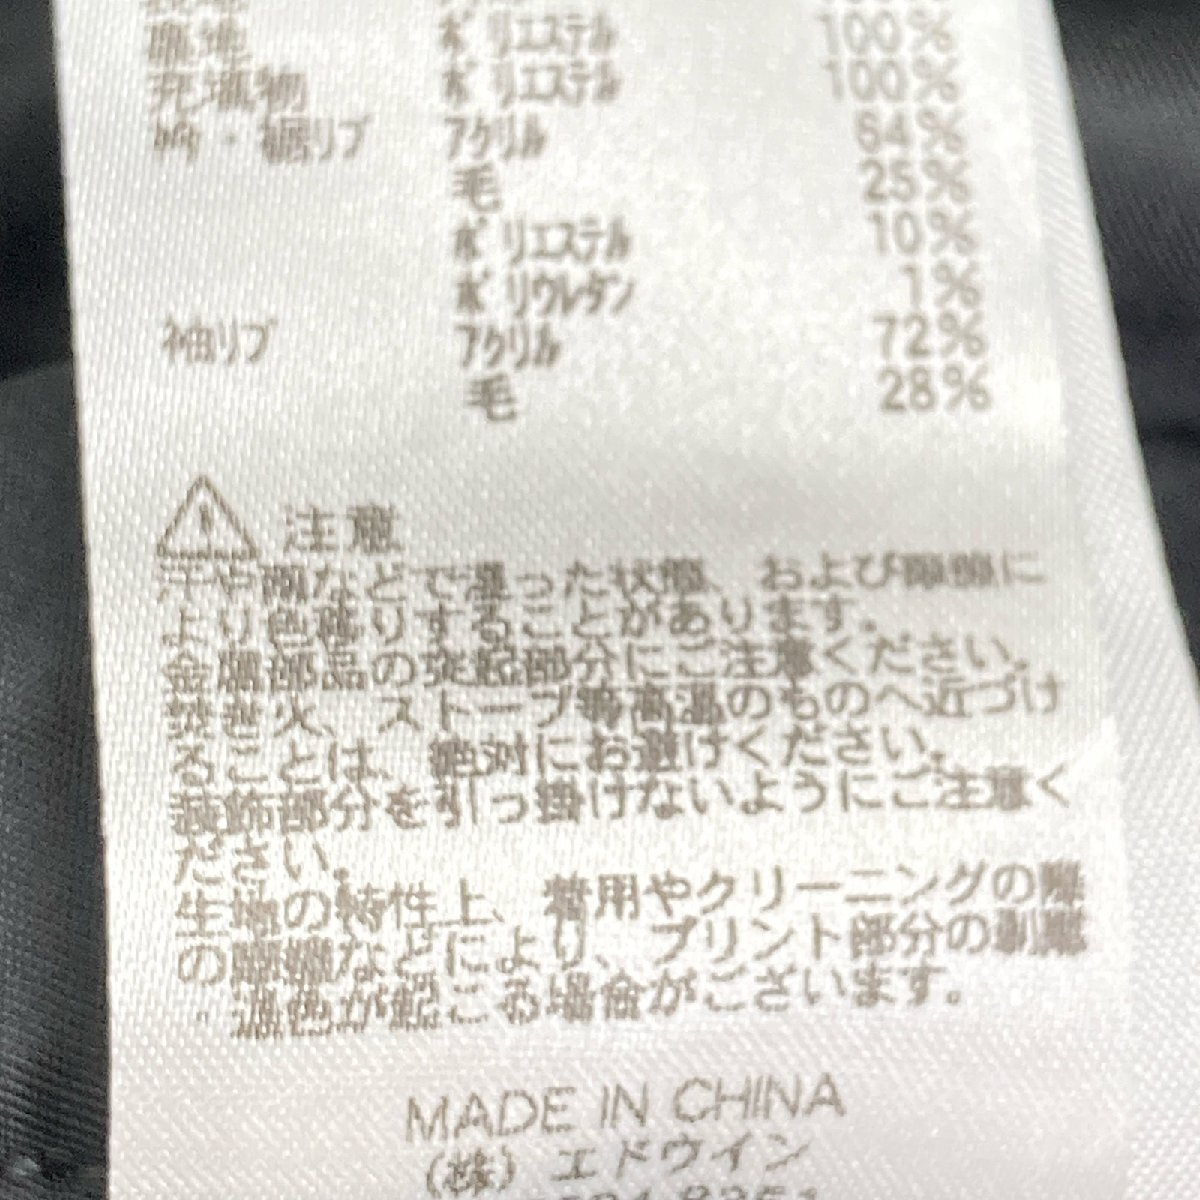 腰地 ポリエステル 100%
充填物 ポリエステル 100%
衿・裾リブ アクリル 64%
毛 25%
ポリエステル 10%
ポリウレタン 1%
袖リブ アクリル 72%
毛 28%
注意
汗や雨などで湿った状態、および摩擦に
より色移りすることがあります。
金属部品の突起部分にご注意ください。
焚き火、ストーブ等高温のものへ近づけ
ることは、絶対にお避けください。
装飾部分を引っ掛けないようにご注意く
ださい。
生地の特性上、着用やクリーニングの際
の摩擦などにより、プリント部分の剥離
・退色が起こる場合がございます。
MADE IN CHINA
(株) エドウイン